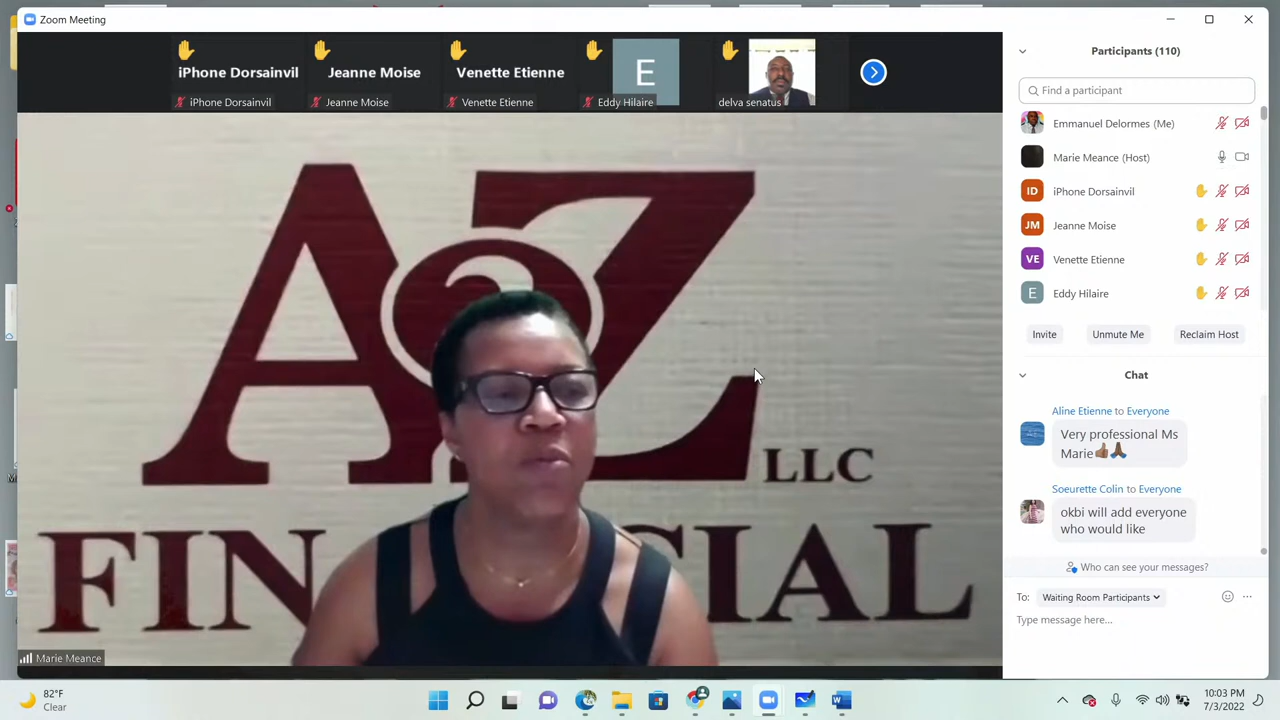 Zoom Meeting
iPhone Dorsainvil
Jeanne Moise
Venette Etienne
E
iPhone Dorsainvil
Jeanne Moise
Venette Etienne
Eddy Hilaire
delva senatus
A2Z
LLC
FINANCIAL
Marie Meance
Participants (110)
Find a participant
Emmanuel Delormes (Me)
Marie Meance (Host)
ID iPhone Dorsainvil
JM Jeanne Moise
VE Venette Etienne
E Eddy Hilaire
Invite Unmute Me Reclaim Host
Chat
Aline Etienne to Everyone
Very professional Ms
Marie👍🏾🙏🏾
Soeurette Colin to Everyone
okbi will add everyone
who would like
Who can see your messages?
To: Waiting Room Participants
Type message here...
82°F
Clear
10:03 PM
7/3/2022